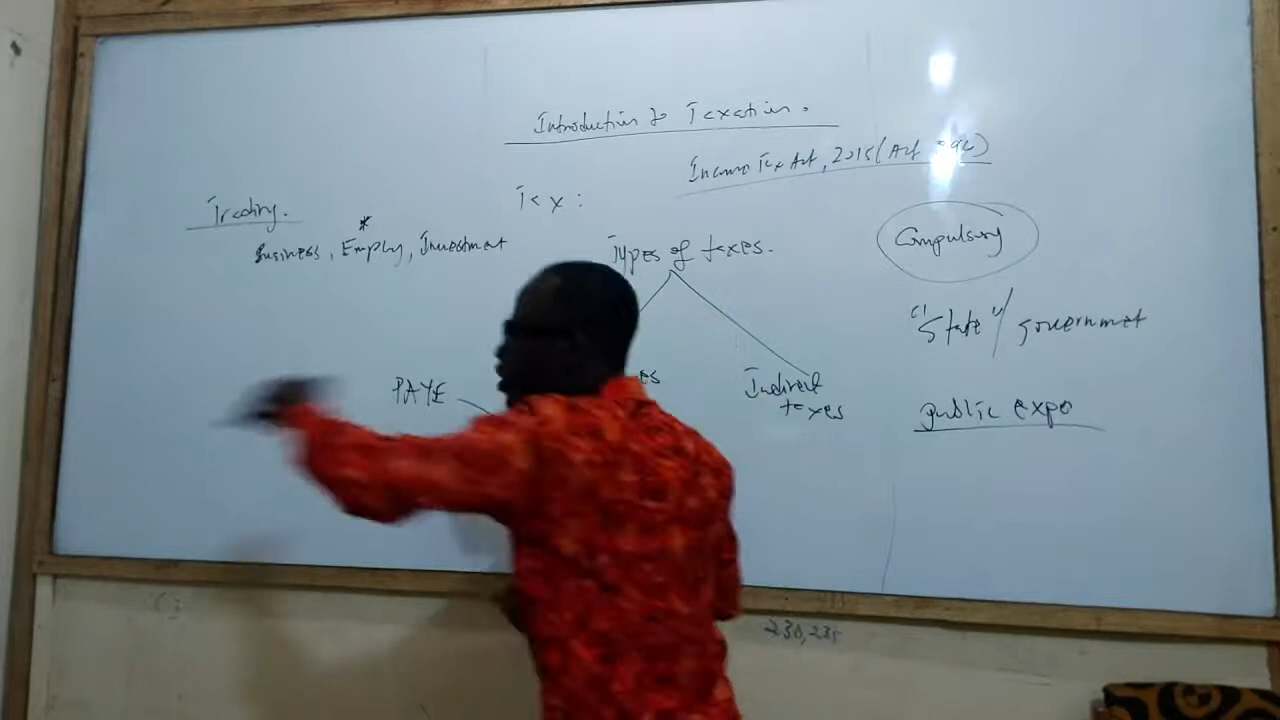 Introduction to Taxation.
Income Tax Act, 2015 (Act
Tax :
Trading.
*
Business, Employ, Investment
Types of taxes.
Compulsory
"State"/ government
PAYE
es
Indirect
taxes
public expo
230,235